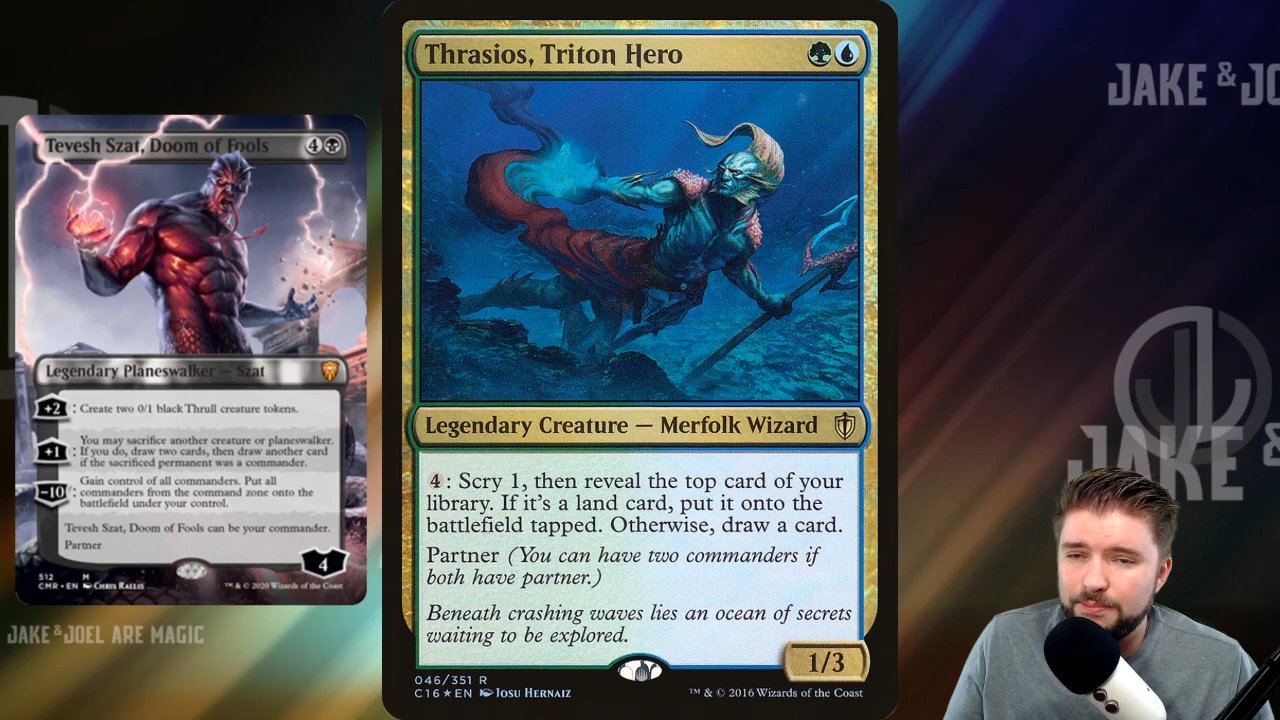 Tevesh Szat, Doom of Fools 4
Legendary Planeswalker — Szat
+2 : Create two 0/1 black Thrull creature tokens.
You may sacrifice another creature or planeswalker.
+1 : If you do, draw two cards, then draw another card
if the sacrificed permanent was a commander.
Gain control of all commanders. Put all
-10 : commanders from the command zone onto the
battlefield under your control.
Tevesh Szat, Doom of Fools can be your commander.
Partner
4
512 M
CMR • EN Chris Rallis
™ & © 2020 Wizards of the Coast
JAKE & JOEL ARE MAGIC
Thrasios, Triton Hero
Legendary Creature — Merfolk Wizard
4: Scry 1, then reveal the top card of your
library. If it's a land card, put it onto the
battlefield tapped. Otherwise, draw a card.
Partner (You can have two commanders if
both have partner.)
Beneath crashing waves lies an ocean of secrets
waiting to be explored.
1/3
046/351 R
C16 ★ EN Josu Hernaiz
™ & © 2016 Wizards of the Coast
JAKE & JO
JAKE &